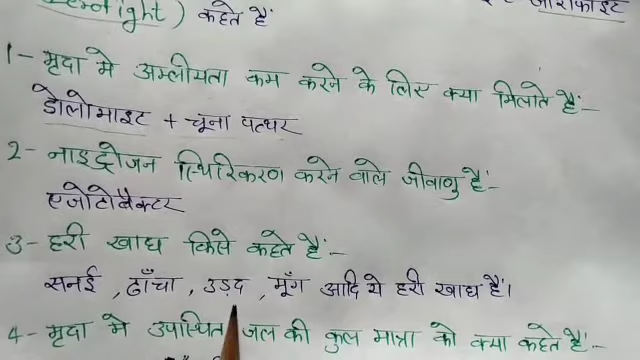 कहते हैं
1- मृदा मे अम्लीयता कम करने के लिए क्या मिलाते हैं:-
डोलोमाइट + चूना पत्थर
2- नाइट्रोजन स्थिरिकरण करने वाले जीवाणु हैं:-
एजोटोबैक्टर
3- हरी खाध किसे कहते हैं:-
सनई , ढाँचा , उड़द , मूँग आदि ये हरी खाध हैं।
4- मृदा मे उपास्थित जल की कुल मात्रा को क्या कहते हैं:-